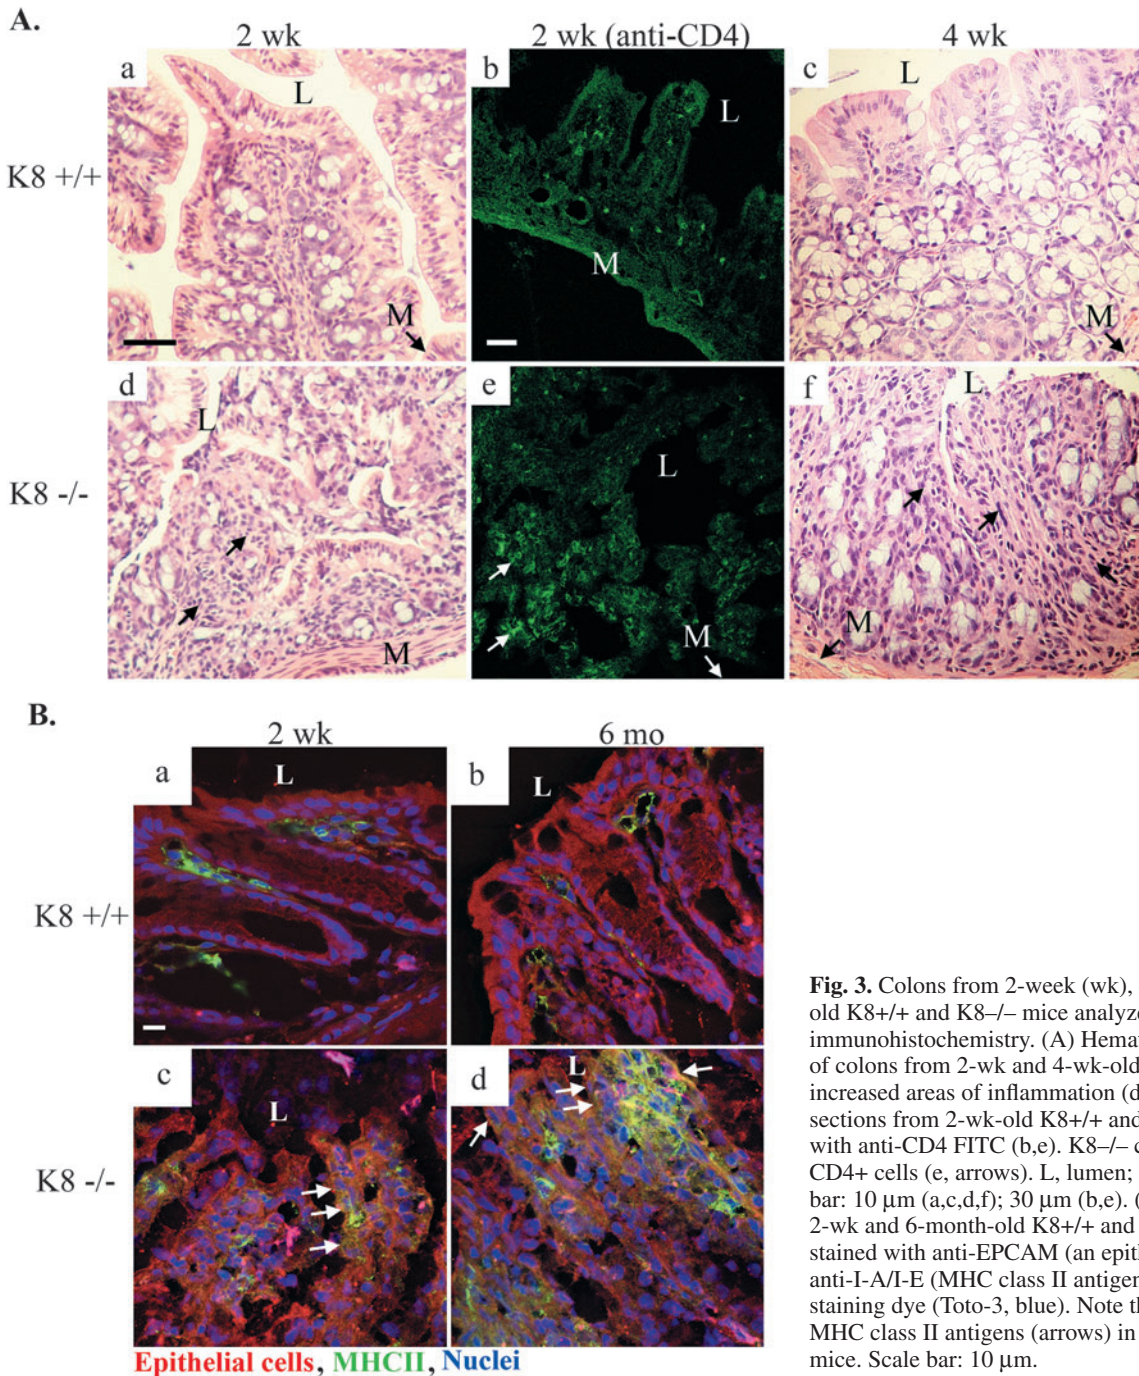 A.
2 wk
2 wk (anti-CD4)
4 wk
a
L
b
L
c
L
K8 +/+
M
M
M
d
L
e
L
f
L
K8 -/-
M
M
M
B.
2 wk
6 mo
a
L
b
L
K8 +/+
c
L
d
L
K8 -/-
Epithelial cells, MHCII, Nuclei
Fig. 3. Colons from 2-week (wk),
old K8+/+ and K8–/– mice analyze
immunohistochemistry. (A) Hemat
of colons from 2-wk and 4-wk-old
increased areas of inflammation (d
sections from 2-wk-old K8+/+ and
with anti-CD4 FITC (b,e). K8–/– c
CD4+ cells (e, arrows). L, lumen;
bar: 10 μm (a,c,d,f); 30 μm (b,e). (
2-wk and 6-month-old K8+/+ and
stained with anti-EPCAM (an epith
anti-I-A/I-E (MHC class II antigen
staining dye (Toto-3, blue). Note th
MHC class II antigens (arrows) in
mice. Scale bar: 10 μm.